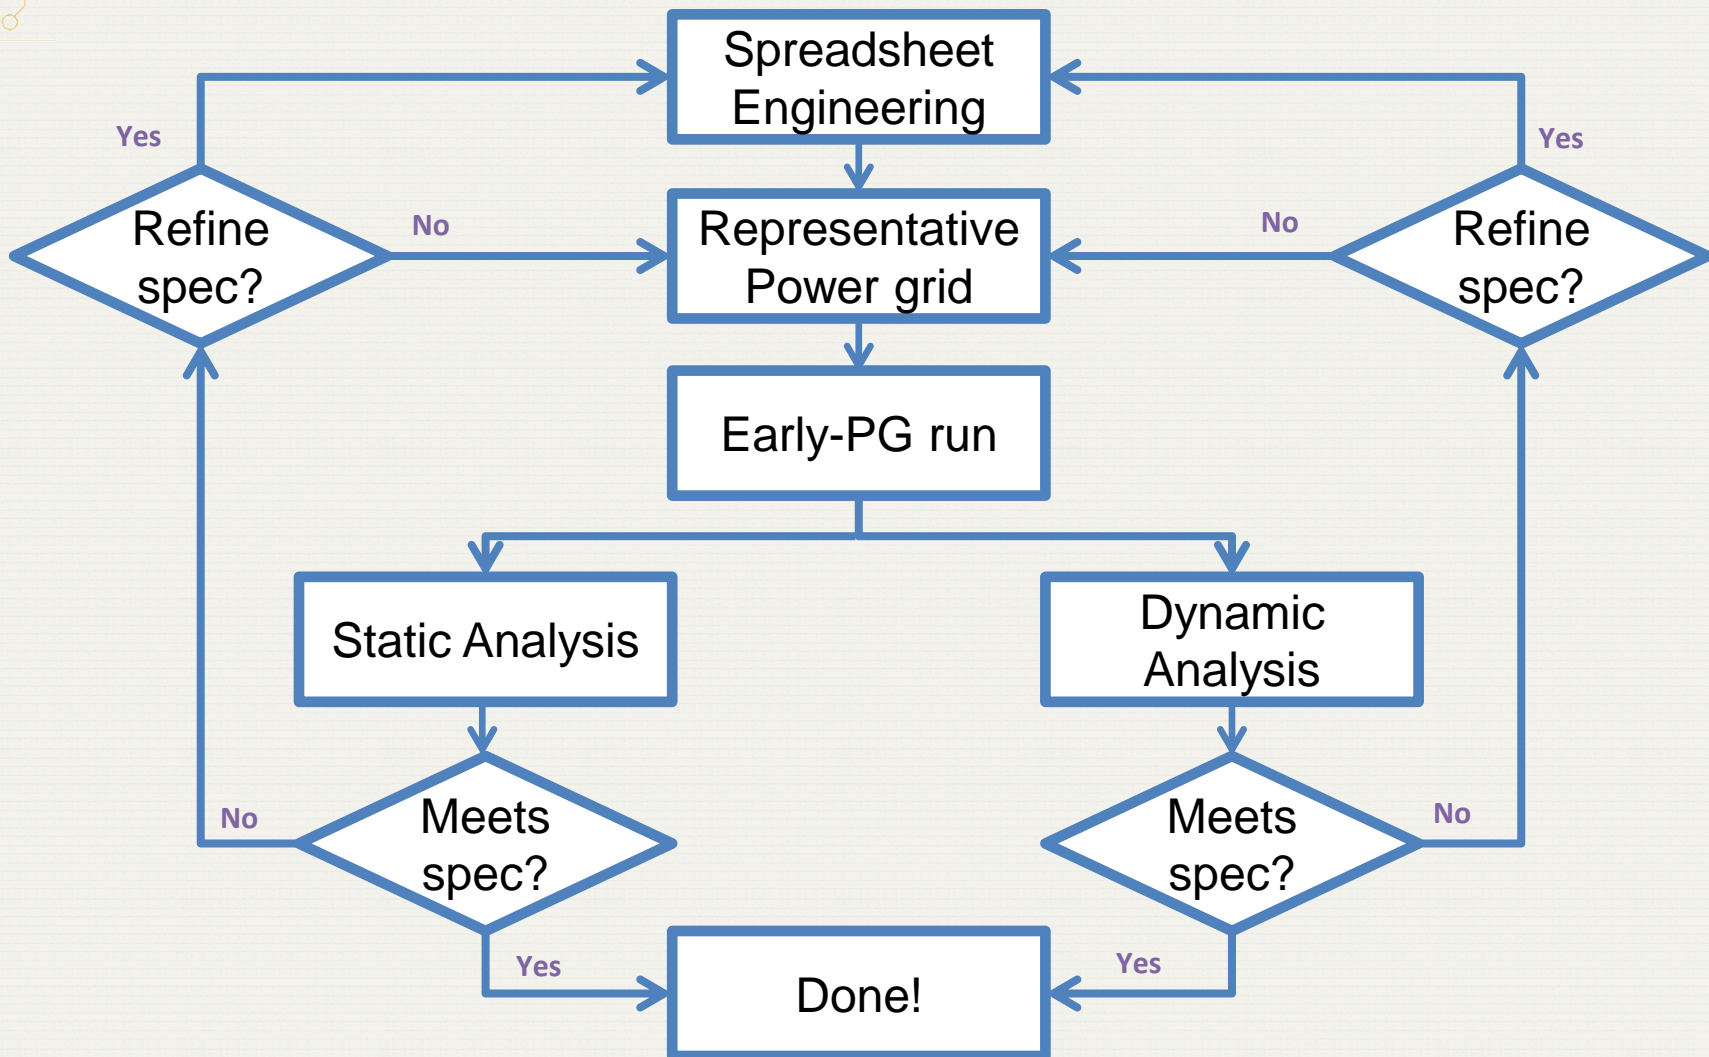 Spreadsheet
Engineering
Yes
Yes
Refine
spec?
No
Representative
Power grid
No
Refine
spec?
Early-PG run
Static Analysis
Dynamic
Analysis
No
Meets
spec?
Meets
spec?
No
Yes
Done!
Yes